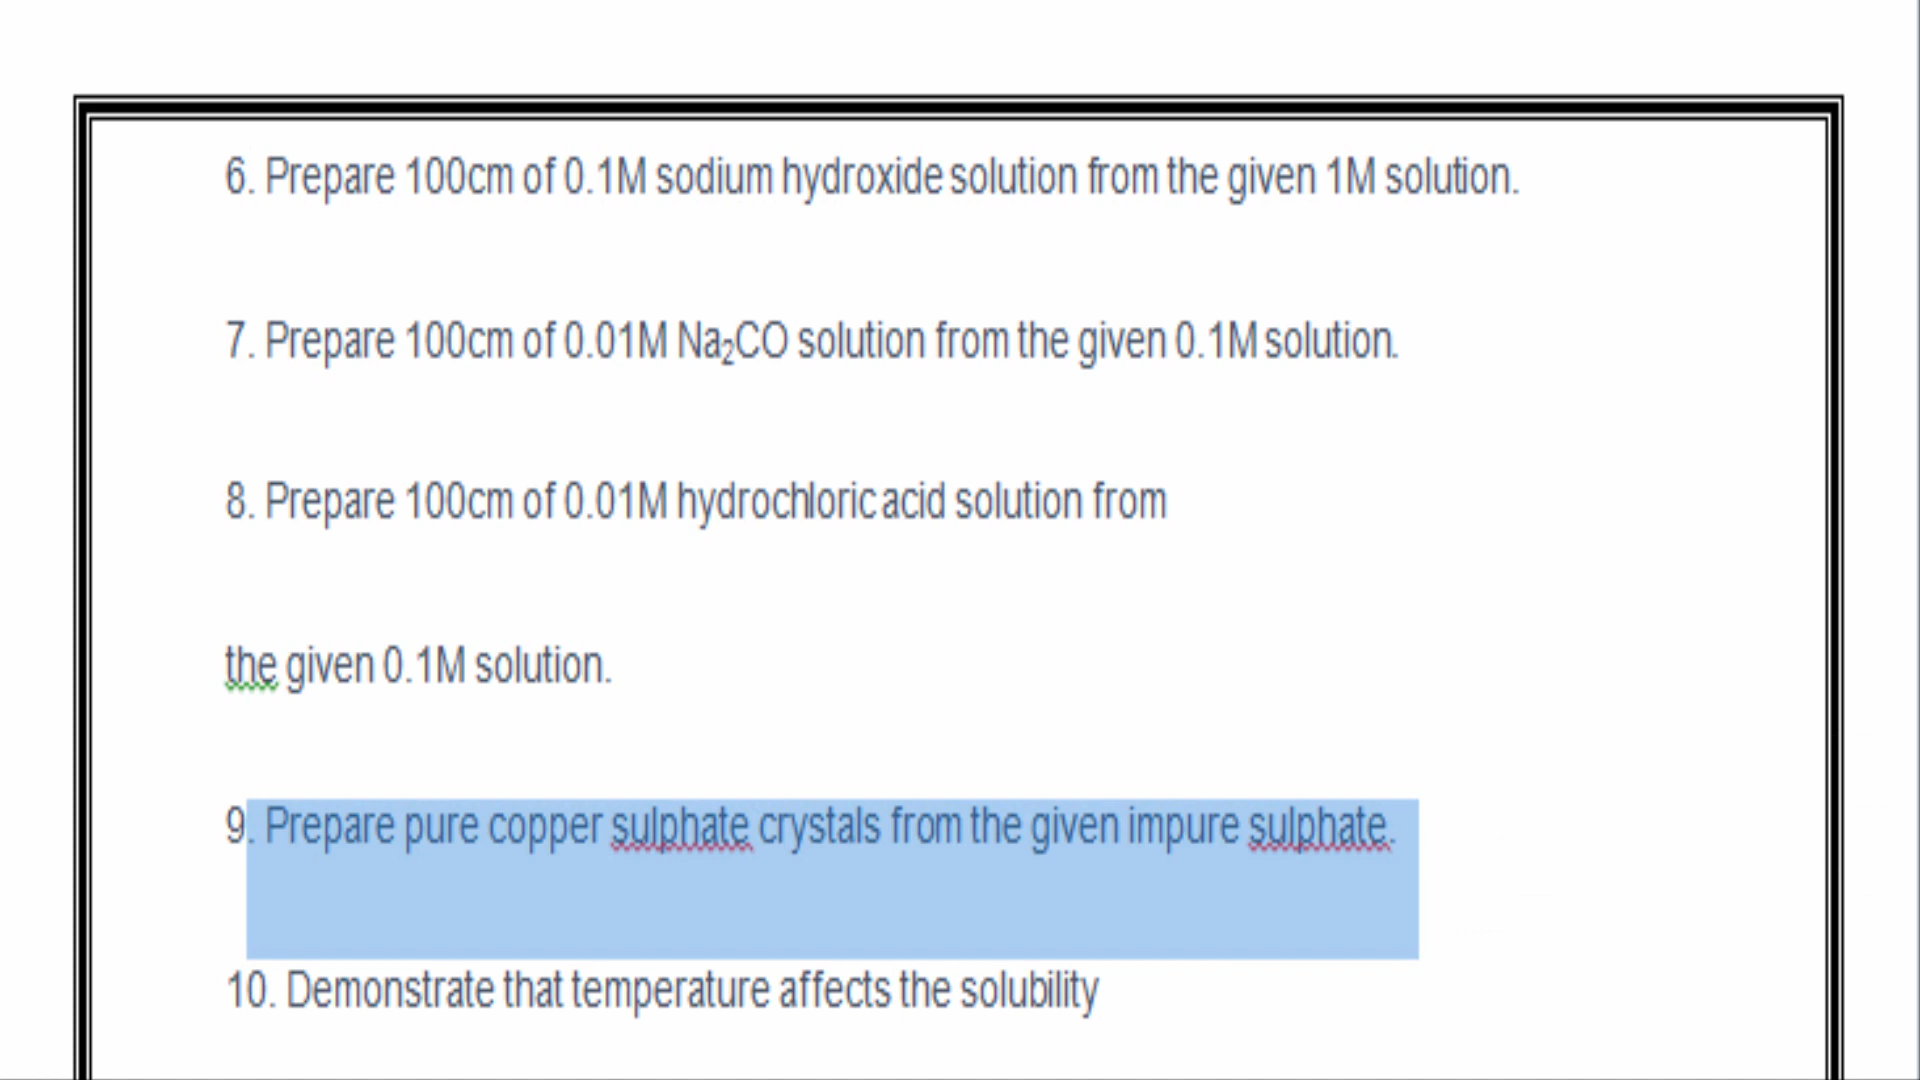 6. Prepare 100cm of 0.1M sodium hydroxide solution from the given 1M solution.
7. Prepare 100cm of 0.01M Na₂CO solution from the given 0.1M solution.
8. Prepare 100cm of 0.01M hydrochloric acid solution from
the given 0.1M solution.
9. Prepare pure copper sulphate crystals from the given impure sulphate.
10. Demonstrate that temperature affects the solubility